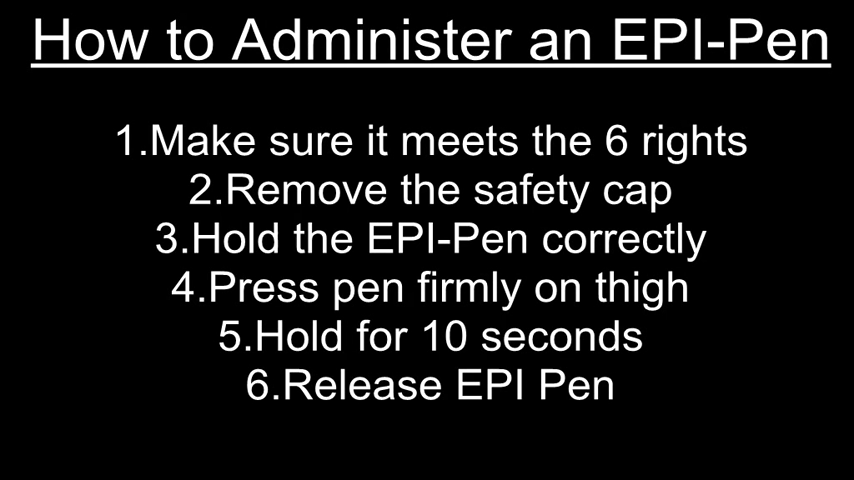 How to Administer an EPI-Pen
1.Make sure it meets the 6 rights
2.Remove the safety cap
3.Hold the EPI-Pen correctly
4.Press pen firmly on thigh
5.Hold for 10 seconds
6.Release EPI Pen